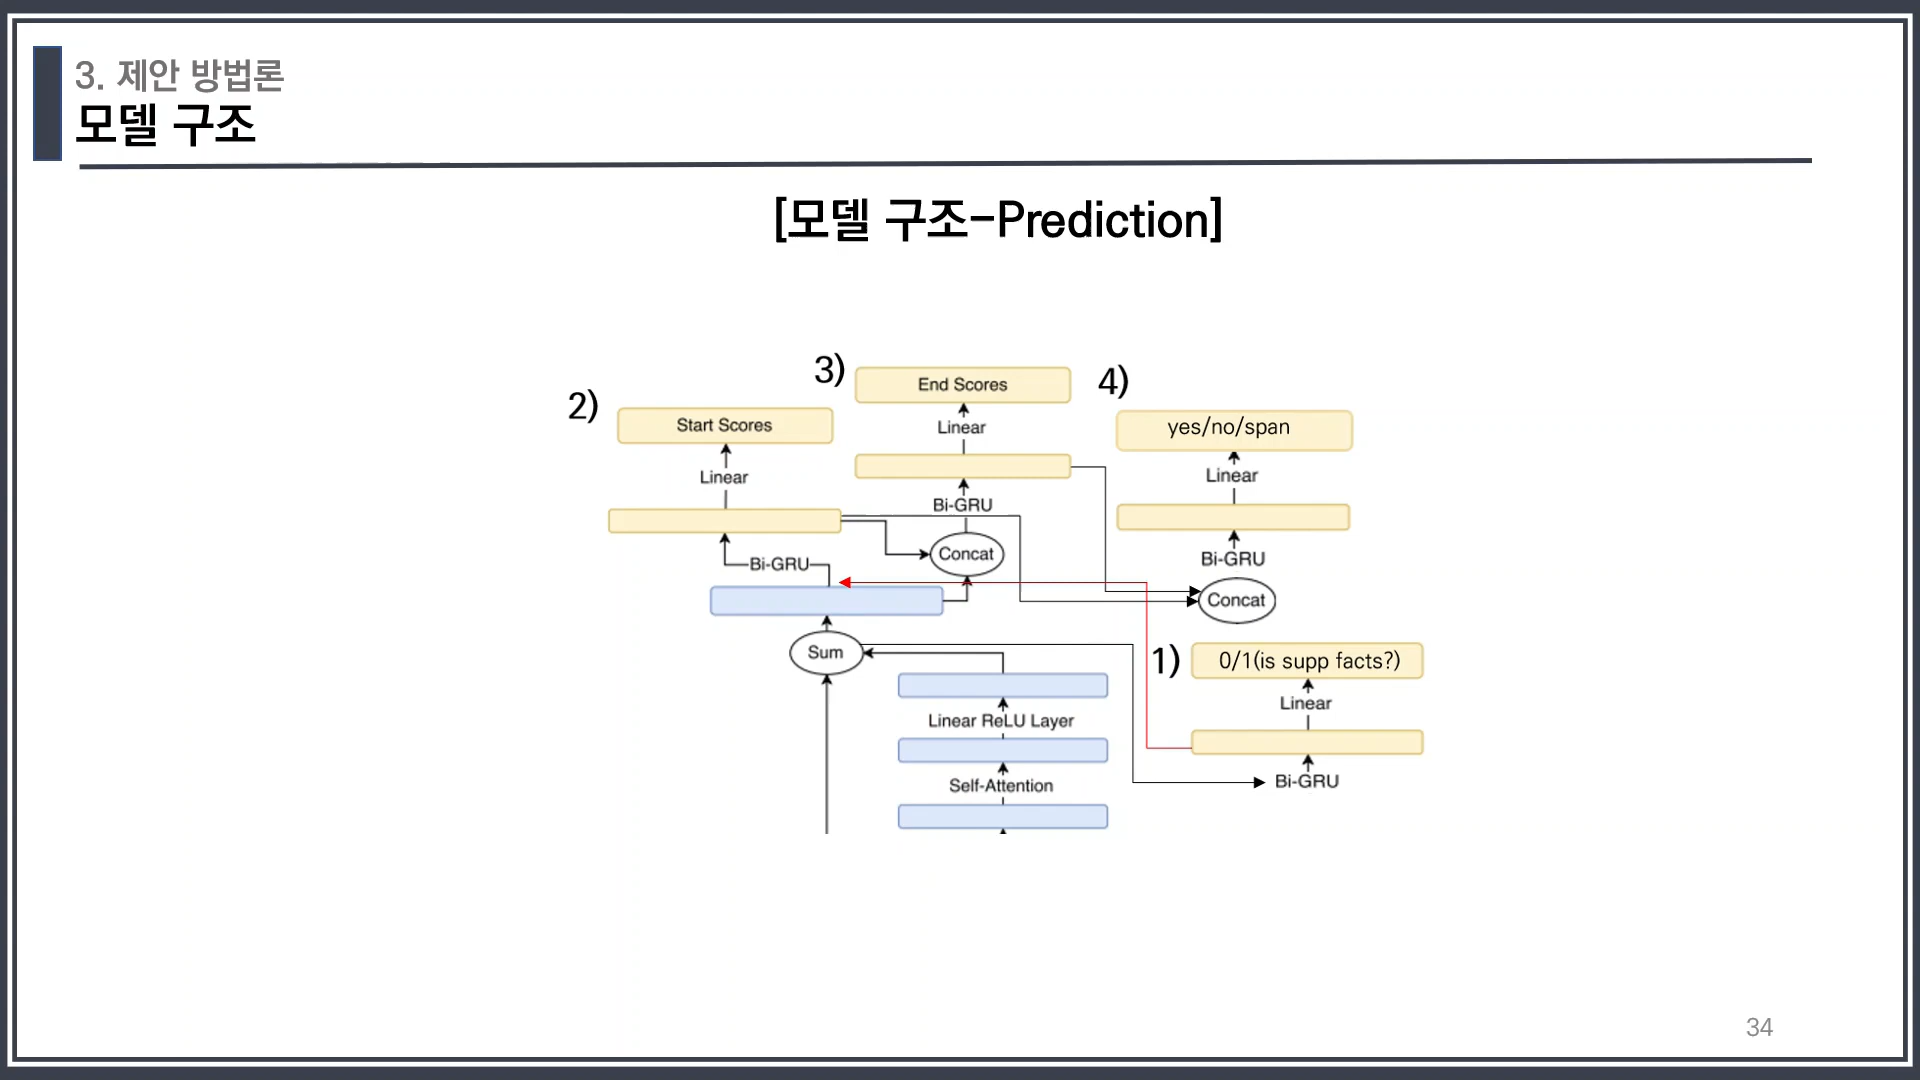 3. 제안 방법론
모델 구조
[모델 구조-Prediction]
3)
End Scores
4)
2)
Start Scores
yes/no/span
Linear
Linear
Linear
Bi-GRU
Concat
Bi-GRU
Bi-GRU
Concat
Sum
1)
0/1(is supp facts?)
Linear
Linear ReLU Layer
Self-Attention
Bi-GRU
34